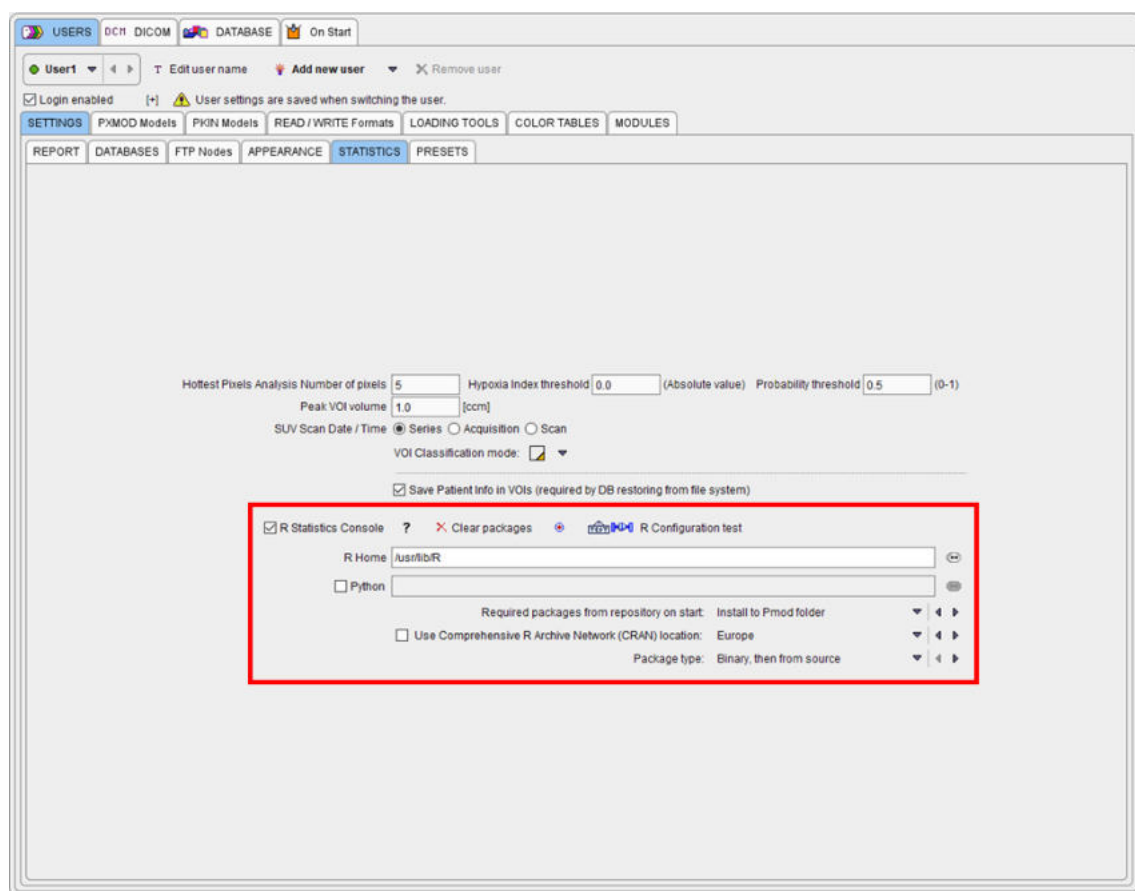 USERS DCM DICOM DATABASE On Start
User1 T Edit user name Add new user Remove user
Login enabled [+] User settings are saved when switching the user.
SETTINGS PXMOD Models PKIN Models READ / WRITE Formats LOADING TOOLS COLOR TABLES MODULES
REPORT DATABASES FTP Nodes APPEARANCE STATISTICS PRESETS
Hottest Pixels Analysis Number of pixels 5 Hypoxia Index threshold 0.0 (Absolute value) Probability threshold 0.5 (0-1)
Peak VOI volume 1.0 [ccm]
SUV Scan Date / Time Series Acquisition Scan
VOI Classification mode:
Save Patient Info in VOIs (required by DB restoring from file system)
R Statistics Console ? Clear packages R Configuration test
R Home /usr/lib/R
Python
Required packages from repository on start: Install to Pmod folder
Use Comprehensive R Archive Network (CRAN) location: Europe
Package type: Binary, then from source